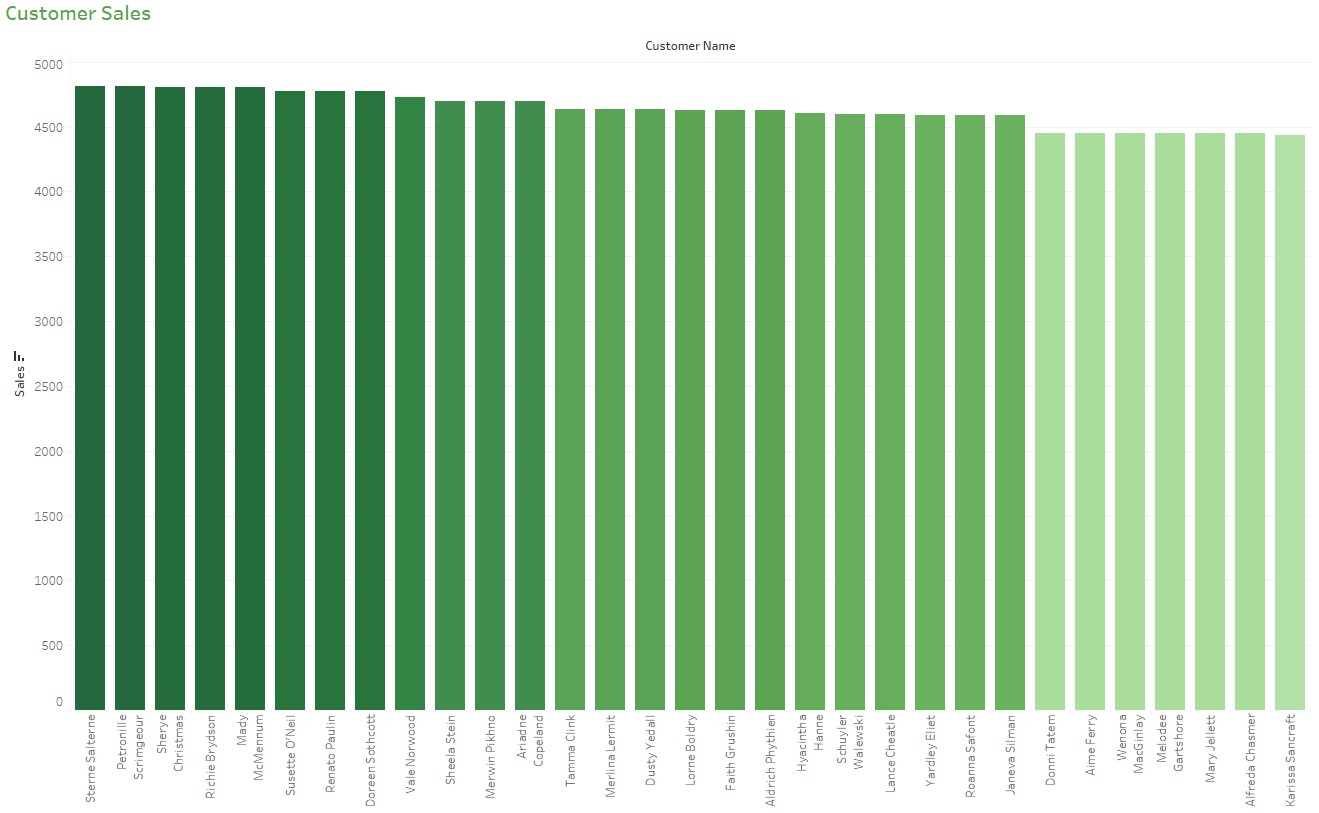 Customer Sales
Customer Name
5000
4500
4000
3500
3000
2500
2000
1500
1000
500
0
Sales
Sterne Salterne
Petronille
Scrimgeour
Sherye
Christmas
Richie Brydson
Mady
McMennum
Susette O'Neil
Renato Paulin
Doreen Sothcott
Vale Norwood
Sheela Stein
Merwin Pikhno
Ariadne
Copeland
Tamma Clink
Merlina Lermit
Dusty Yedall
Lorne Boldry
Faith Grushin
Aldrich Phythien
Hyacintha
Hanne
Schuyler
Walewski
Lance Cheatle
Yardley Eliet
Roanna Safont
Janeva Silman
Donni Tatem
Aime Ferry
Wenona
MacGinlay
Melodee
Gartshore
Mary Jellett
Alfreda Chasmer
Karissa Sancraft